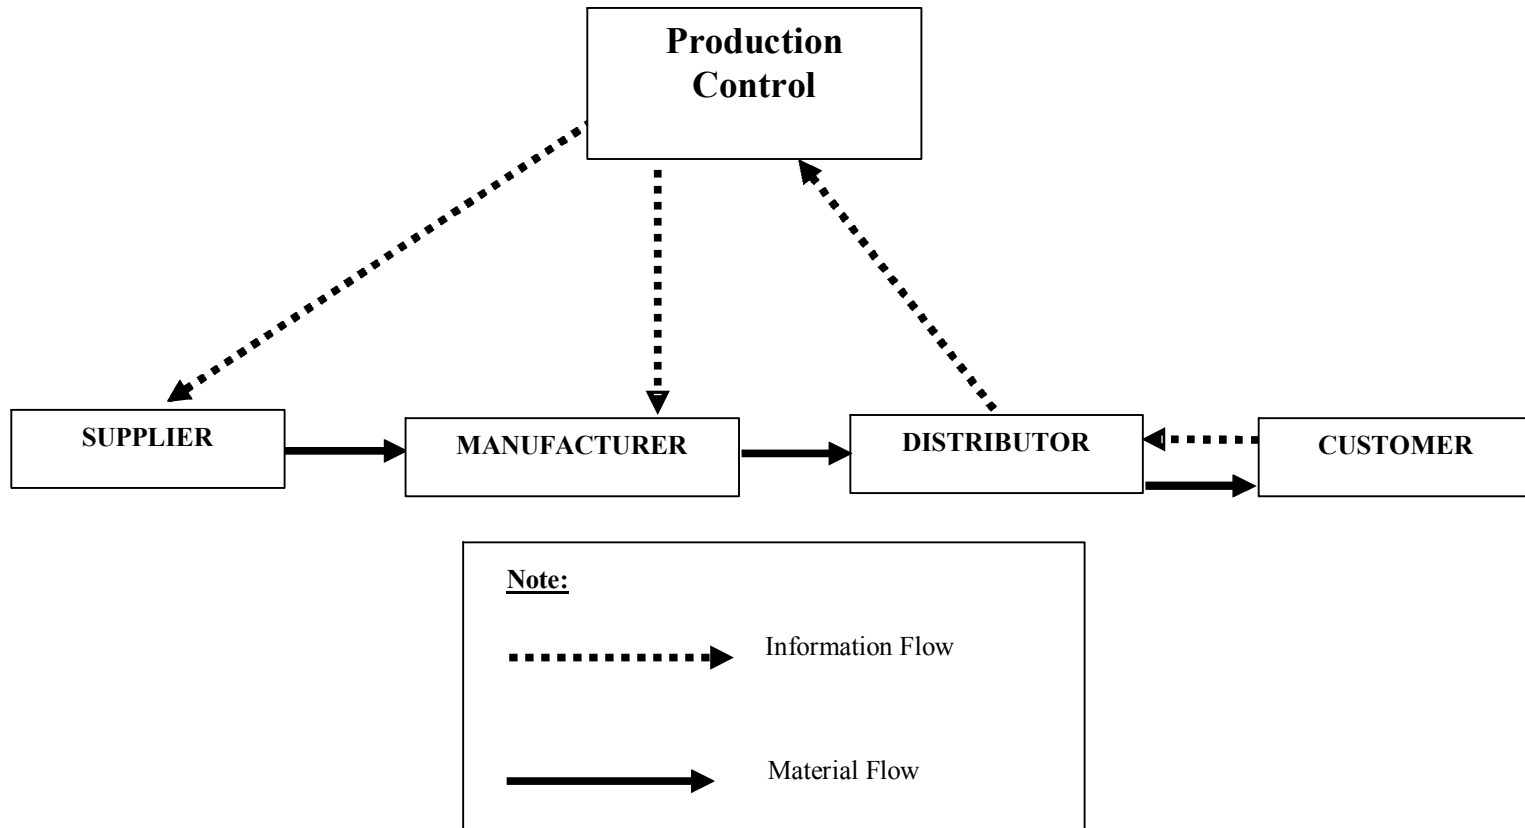 Production
Control
SUPPLIER
MANUFACTURER
DISTRIBUTOR
CUSTOMER
Note:
Information Flow
Material Flow